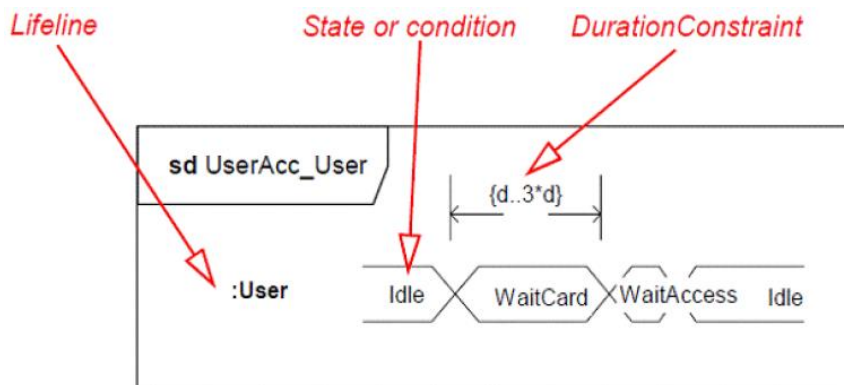 Lifeline State or condition DurationConstraint
sd UserAcc_User
{d..3*d}
:User Idle WaitCard WaitAccess Idle